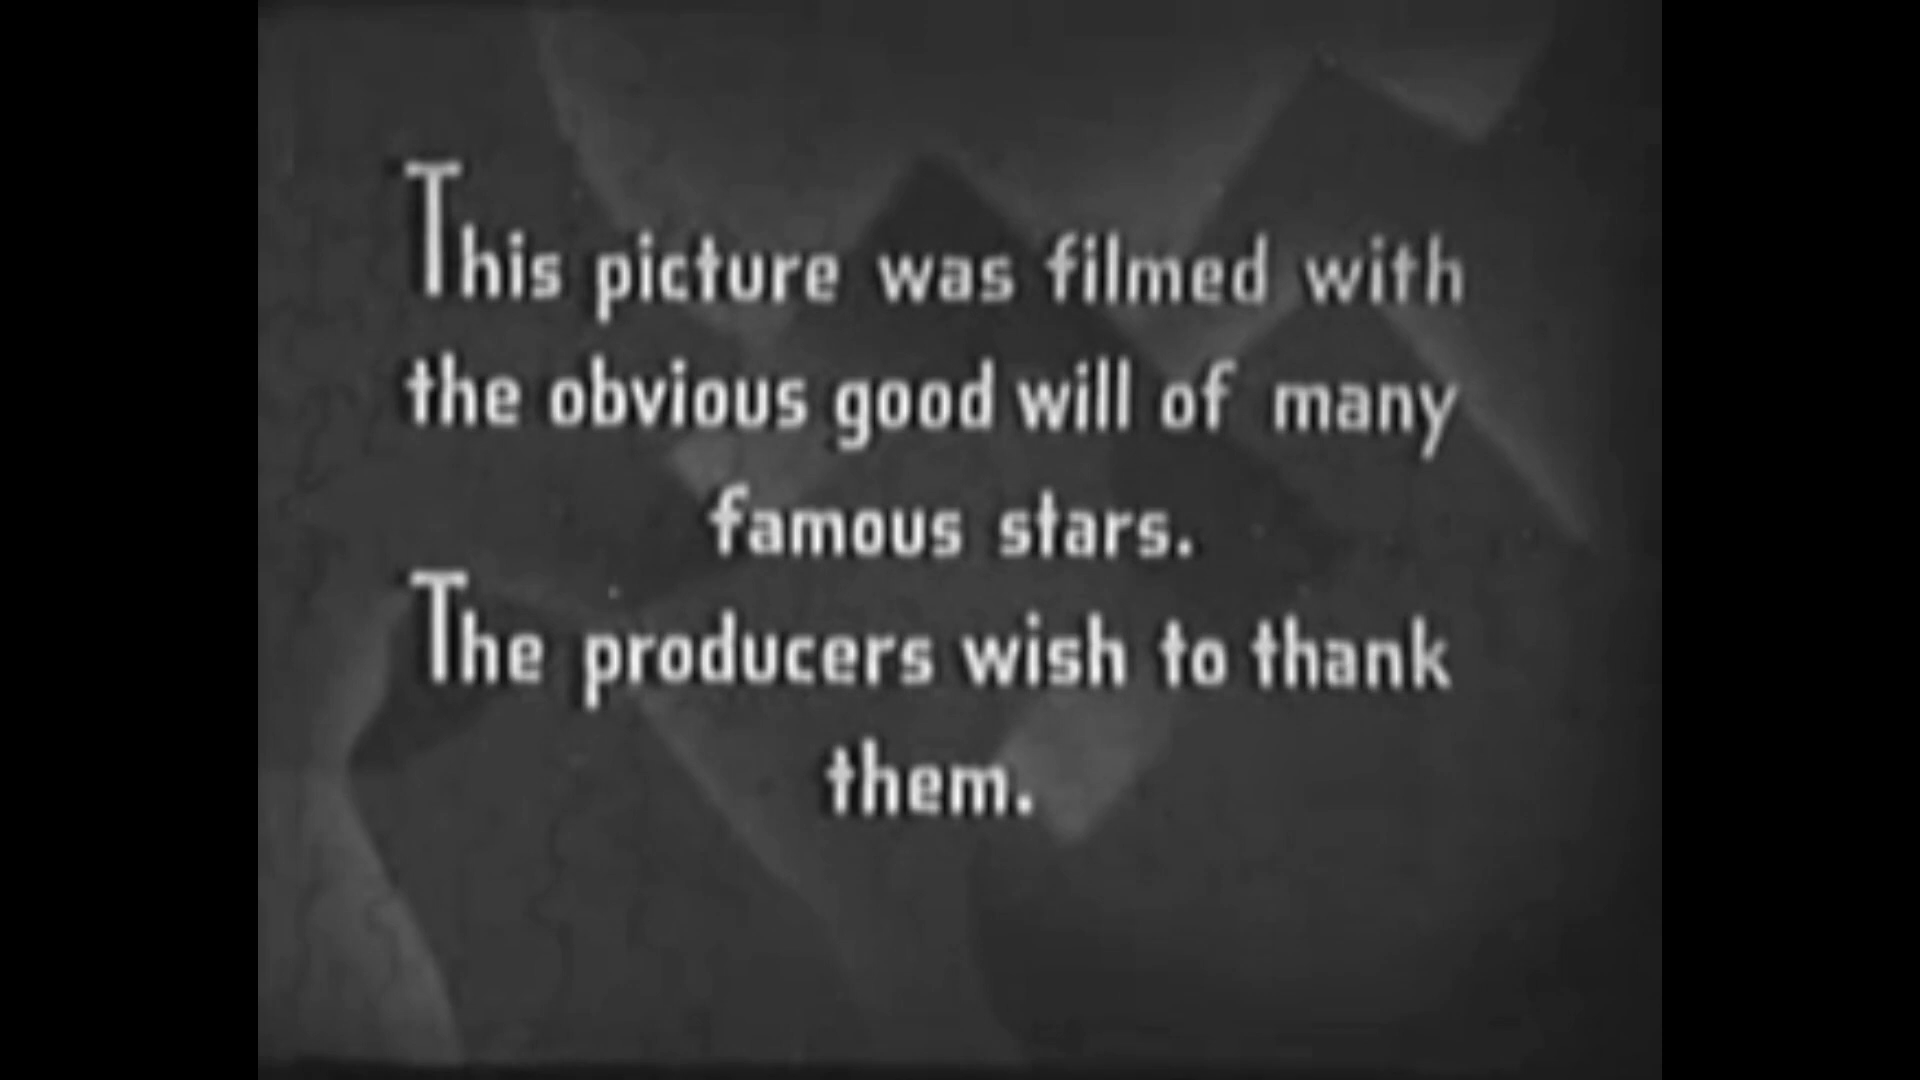 This picture was filmed with
the obvious good will of many
famous stars.
The producers wish to thank
them.